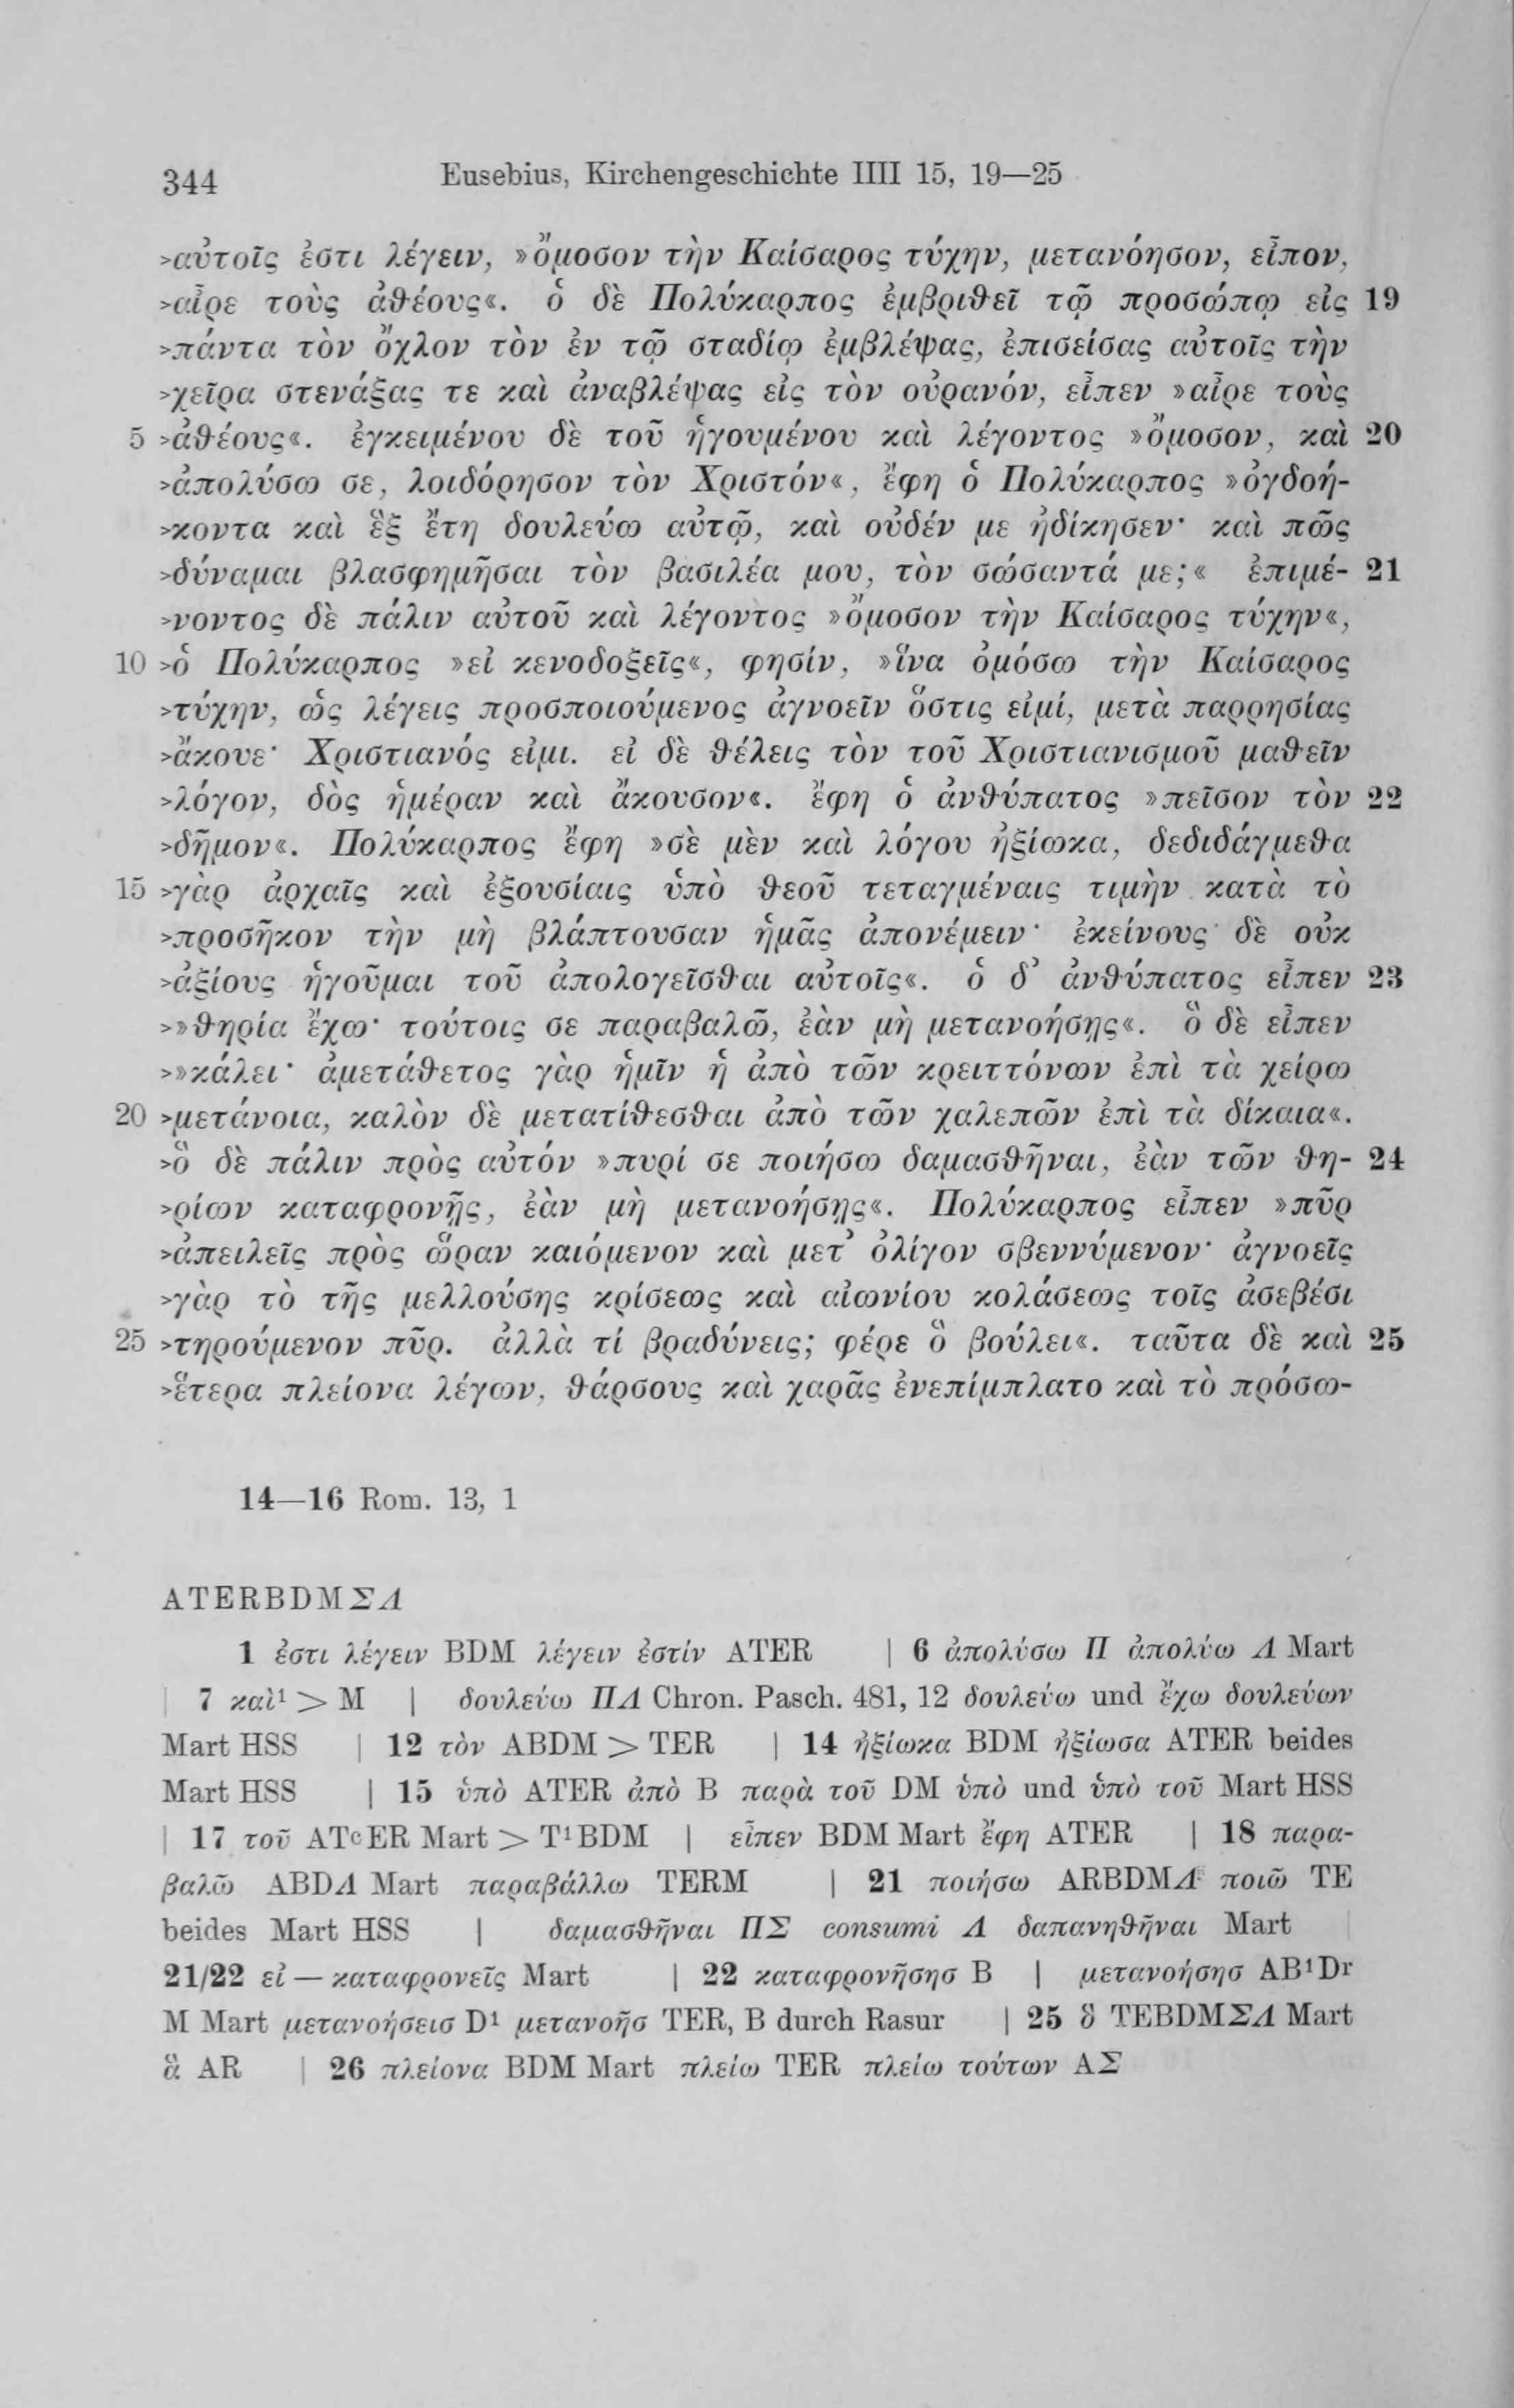 344 Eusebius, Kirchengeschichte IIII 15, 19—25
>αὐτοῖς ἐστι λέγειν, »ὄμοσον τὴν Καίσαρος τύχην, μετανόησον, εἶπον,
>αἶρε τοὺς ἀθέους«. ὁ δὲ Πολύκαρπος ἐμβριθεῖ τῷ προσώπῳ εἰς 19
>πάντα τὸν ὄχλον τὸν ἐν τῷ σταδίῳ ἐμβλέψας, ἐπισείσας αὐτοῖς τὴν
>χεῖρα στενάξας τε καὶ ἀναβλέψας εἰς τὸν οὐρανόν, εἶπεν »αἶρε τοὺς
5 >ἀθέους«. ἐγκειμένου δὲ τοῦ ἡγουμένου καὶ λέγοντος »ὄμοσον, καὶ 20
>ἀπολύσω σε, λοιδόρησον τὸν Χριστόν«, ἔφη ὁ Πολύκαρπος »ὀγδοή-
>κοντα καὶ ἓξ ἔτη δουλεύω αὐτῷ, καὶ οὐδέν με ἠδίκησεν· καὶ πῶς
>δύναμαι βλασφημῆσαι τὸν βασιλέα μου, τὸν σώσαντά με;« ἐπιμέ- 21
>νοντος δὲ πάλιν αὐτοῦ καὶ λέγοντος »ὄμοσον τὴν Καίσαρος τύχην«,
10 >ὁ Πολύκαρπος »εἰ κενοδοξεῖς«, φησίν, »ἵνα ὀμόσω τὴν Καίσαρος
>τύχην, ὡς λέγεις προσποιούμενος ἀγνοεῖν ὅστις εἰμί, μετὰ παρρησίας
>ἄκουε· Χριστιανός εἰμι. εἰ δὲ θέλεις τὸν τοῦ Χριστιανισμοῦ μαθεῖν
>λόγον, δὸς ἡμέραν καὶ ἄκουσον«. ἔφη ὁ ἀνθύπατος »πεῖσον τὸν 22
>δῆμον«. Πολύκαρπος ἔφη »σὲ μὲν καὶ λόγου ἠξίωκα, δεδιδάγμεθα
15 >γὰρ ἀρχαῖς καὶ ἐξουσίαις ὑπὸ θεοῦ τεταγμέναις τιμὴν κατὰ τὸ
>προσῆκον τὴν μὴ βλάπτουσαν ἡμᾶς ἀπονέμειν· ἐκείνους δὲ οὐκ
>ἀξίους ἡγοῦμαι τοῦ ἀπολογεῖσθαι αὐτοῖς«. ὁ δ’ ἀνθύπατος εἶπεν 23
>»θηρία ἔχω· τούτοις σε παραβαλῶ, ἐὰν μὴ μετανοήσῃς«. ὃ δὲ εἶπεν
>»κάλει· ἀμετάθετος γὰρ ἡμῖν ἡ ἀπὸ τῶν κρειττόνων ἐπὶ τὰ χείρω
20 >μετάνοια, καλὸν δὲ μετατίθεσθαι ἀπὸ τῶν χαλεπῶν ἐπὶ τὰ δίκαια«.
>ὃ δὲ πάλιν πρὸς αὐτόν »πυρί σε ποιήσω δαμασθῆναι, ἐὰν τῶν θη- 24
>ρίων καταφρονῇς, ἐὰν μὴ μετανοήσῃς«. Πολύκαρπος εἶπεν »πῦρ
>ἀπειλεῖς πρὸς ὥραν καιόμενον καὶ μετ’ ὀλίγον σβεννύμενον· ἀγνοεῖς
>γὰρ τὸ τῆς μελλούσης κρίσεως καὶ αἰωνίου κολάσεως τοῖς ἀσεβέσι
25 >τηρούμενον πῦρ. ἀλλὰ τί βραδύνεις; φέρε ὃ βούλει«. ταῦτα δὲ καὶ 25
>ἕτερα πλείονα λέγων, θάρσους καὶ χαρᾶς ἐνεπίμπλατο καὶ τὸ πρόσω-
14—16 Rom. 13, 1
ATERBDMΣΛ
1 ἐστι λέγειν BDM λέγειν ἐστίν ATER | 6 ἀπολύσω Π ἀπολύω Λ Mart
| 7 καὶ¹ > M | δουλεύω ΠΛ Chron. Pasch. 481, 12 δουλεύω und ἔχω δουλεύων
Mart HSS | 12 τὸν ABDM > TER | 14 ἠξίωκα BDM ἠξίωσα ATER beides
Mart HSS | 15 ὑπὸ ATER ἀπὸ B παρὰ τοῦ DM ὑπὸ und ὑπὸ τοῦ Mart HSS
| 17 τοῦ ATᶜER Mart > T¹BDM | εἶπεν BDM Mart ἔφη ATER | 18 παρα-
βαλῶ ABDΛ Mart παραβάλλω TERM | 21 ποιήσω ARBDMΛ ποιῶ TE
beides Mart HSS | δαμασθῆναι ΠΣ consumi Λ δαπανηθῆναι Mart
21/22 εἰ — καταφρονεῖς Mart | 22 καταφρονῆσησ B | μετανοήσησ AB¹Dr
M Mart μετανοήσεισ D¹ μετανοῆσ TER, B durch Rasur | 25 ὃ TEBDMΣΛ Mart
ἃ AR | 26 πλείονα BDM Mart πλείω TER πλείω τούτων AΣ